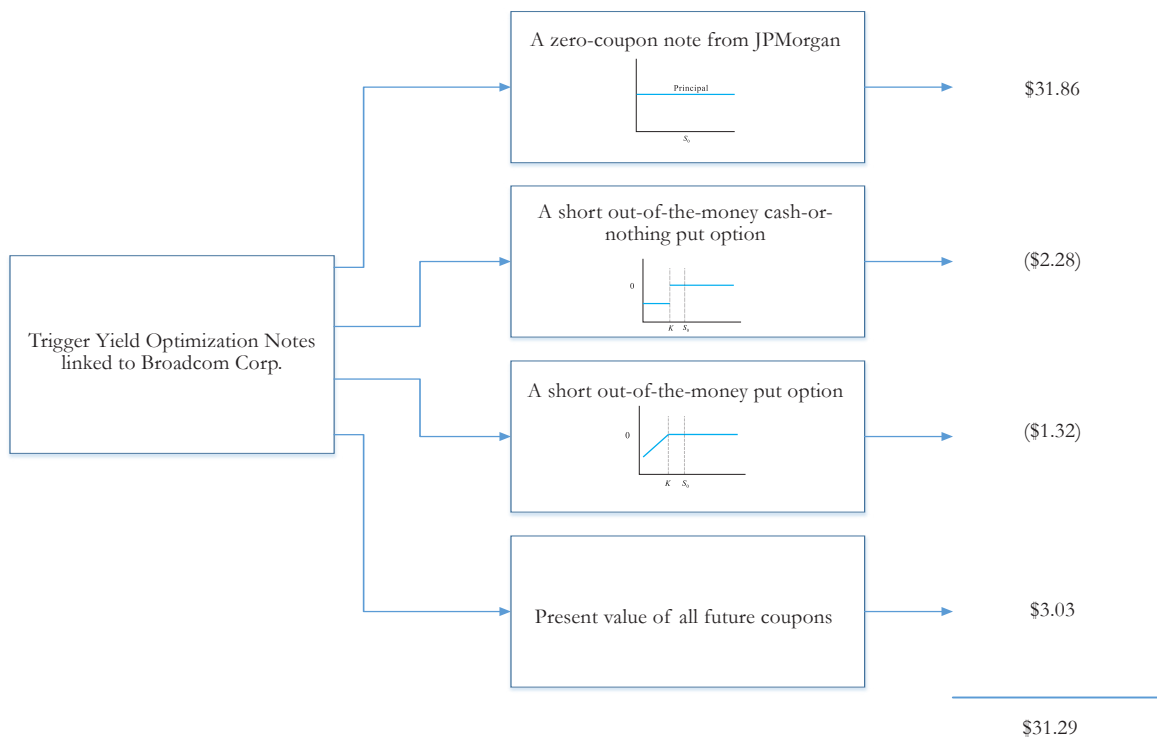 A zero-coupon note from JPMorgan
Principal
S₀
$31.86
A short out-of-the-money cash-or-
nothing put option
0
K
S₀
($2.28)
Trigger Yield Optimization Notes
linked to Broadcom Corp.
A short out-of-the-money put option
0
K
S₀
($1.32)
Present value of all future coupons
$3.03
$31.29